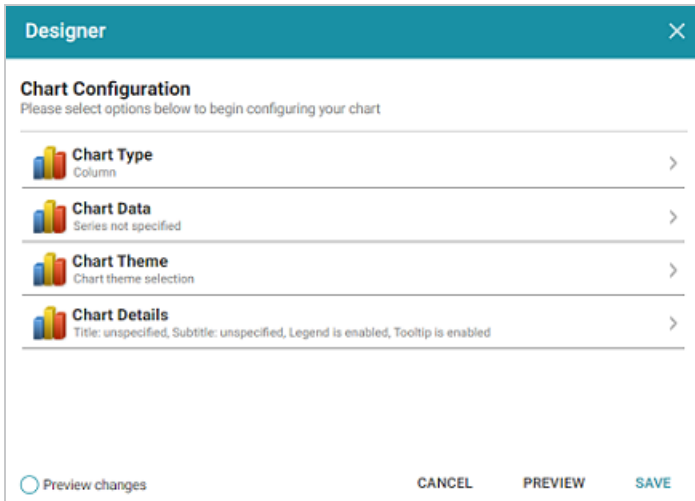 Designer
Chart Configuration
Please select options below to begin configuring your chart
Chart Type
Column
Chart Data
Series not specified
Chart Theme
Chart theme selection
Chart Details
Title: unspecified, Subtitle: unspecified, Legend is enabled, Tooltip is enabled
Preview changes CANCEL PREVIEW SAVE